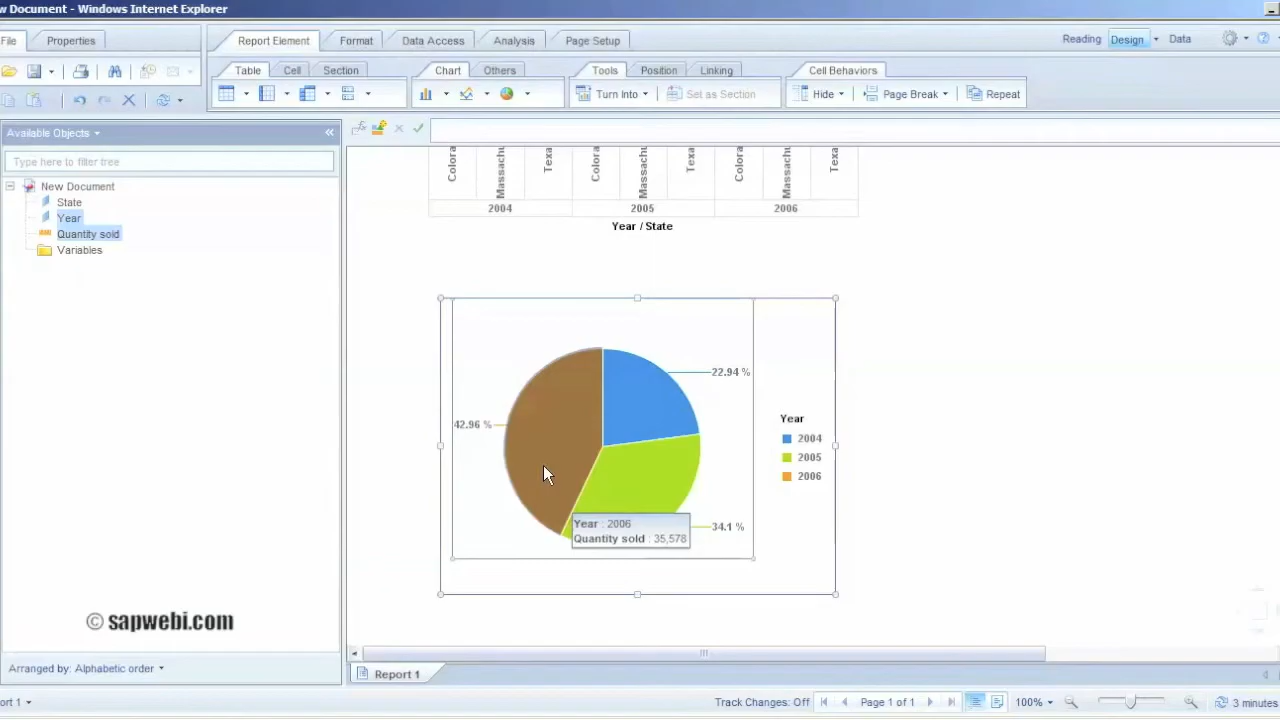 w Document - Windows Internet Explorer
File Properties Report Element Format Data Access Analysis Page Setup Reading Design Data
Table Cell Section Chart Others Tools Position Linking Cell Behaviors
Turn Into Set as Section Hide Page Break Repeat
Available Objects
Type here to filter tree
New Document
State
Year
Quantity sold
Variables
Colora Massachu Texa Colora Massachu Texa Colora Massachu Texa
2004 2005 2006
Year / State
22.94 %
42.96 %
34.1 %
Year
2004
2005
2006
Year : 2006
Quantity sold : 35,578
© sapwebi.com
Arranged by: Alphabetic order
Report 1
ort 1 Track Changes: Off Page 1 of 1 100% 3 minutes